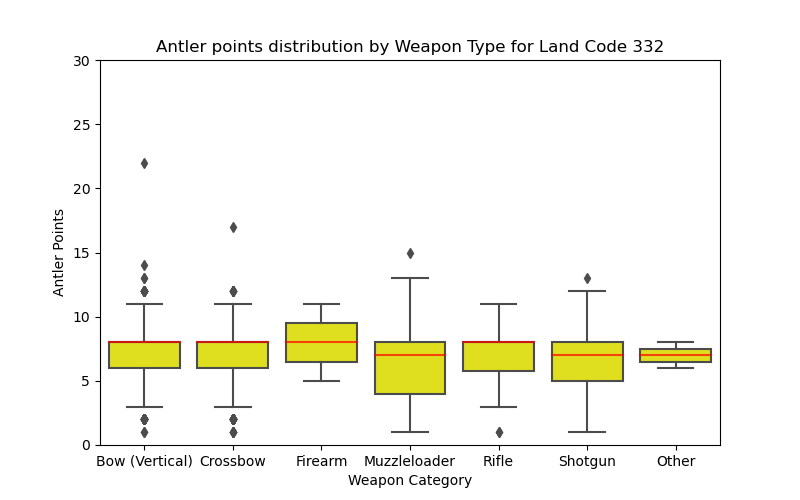 Antler points distribution by Weapon Type for Land Code 332
30
25
20
15
10
5
0
Antler Points
Bow (Vertical) Crossbow Firearm Muzzleloader Rifle Shotgun Other
Weapon Category